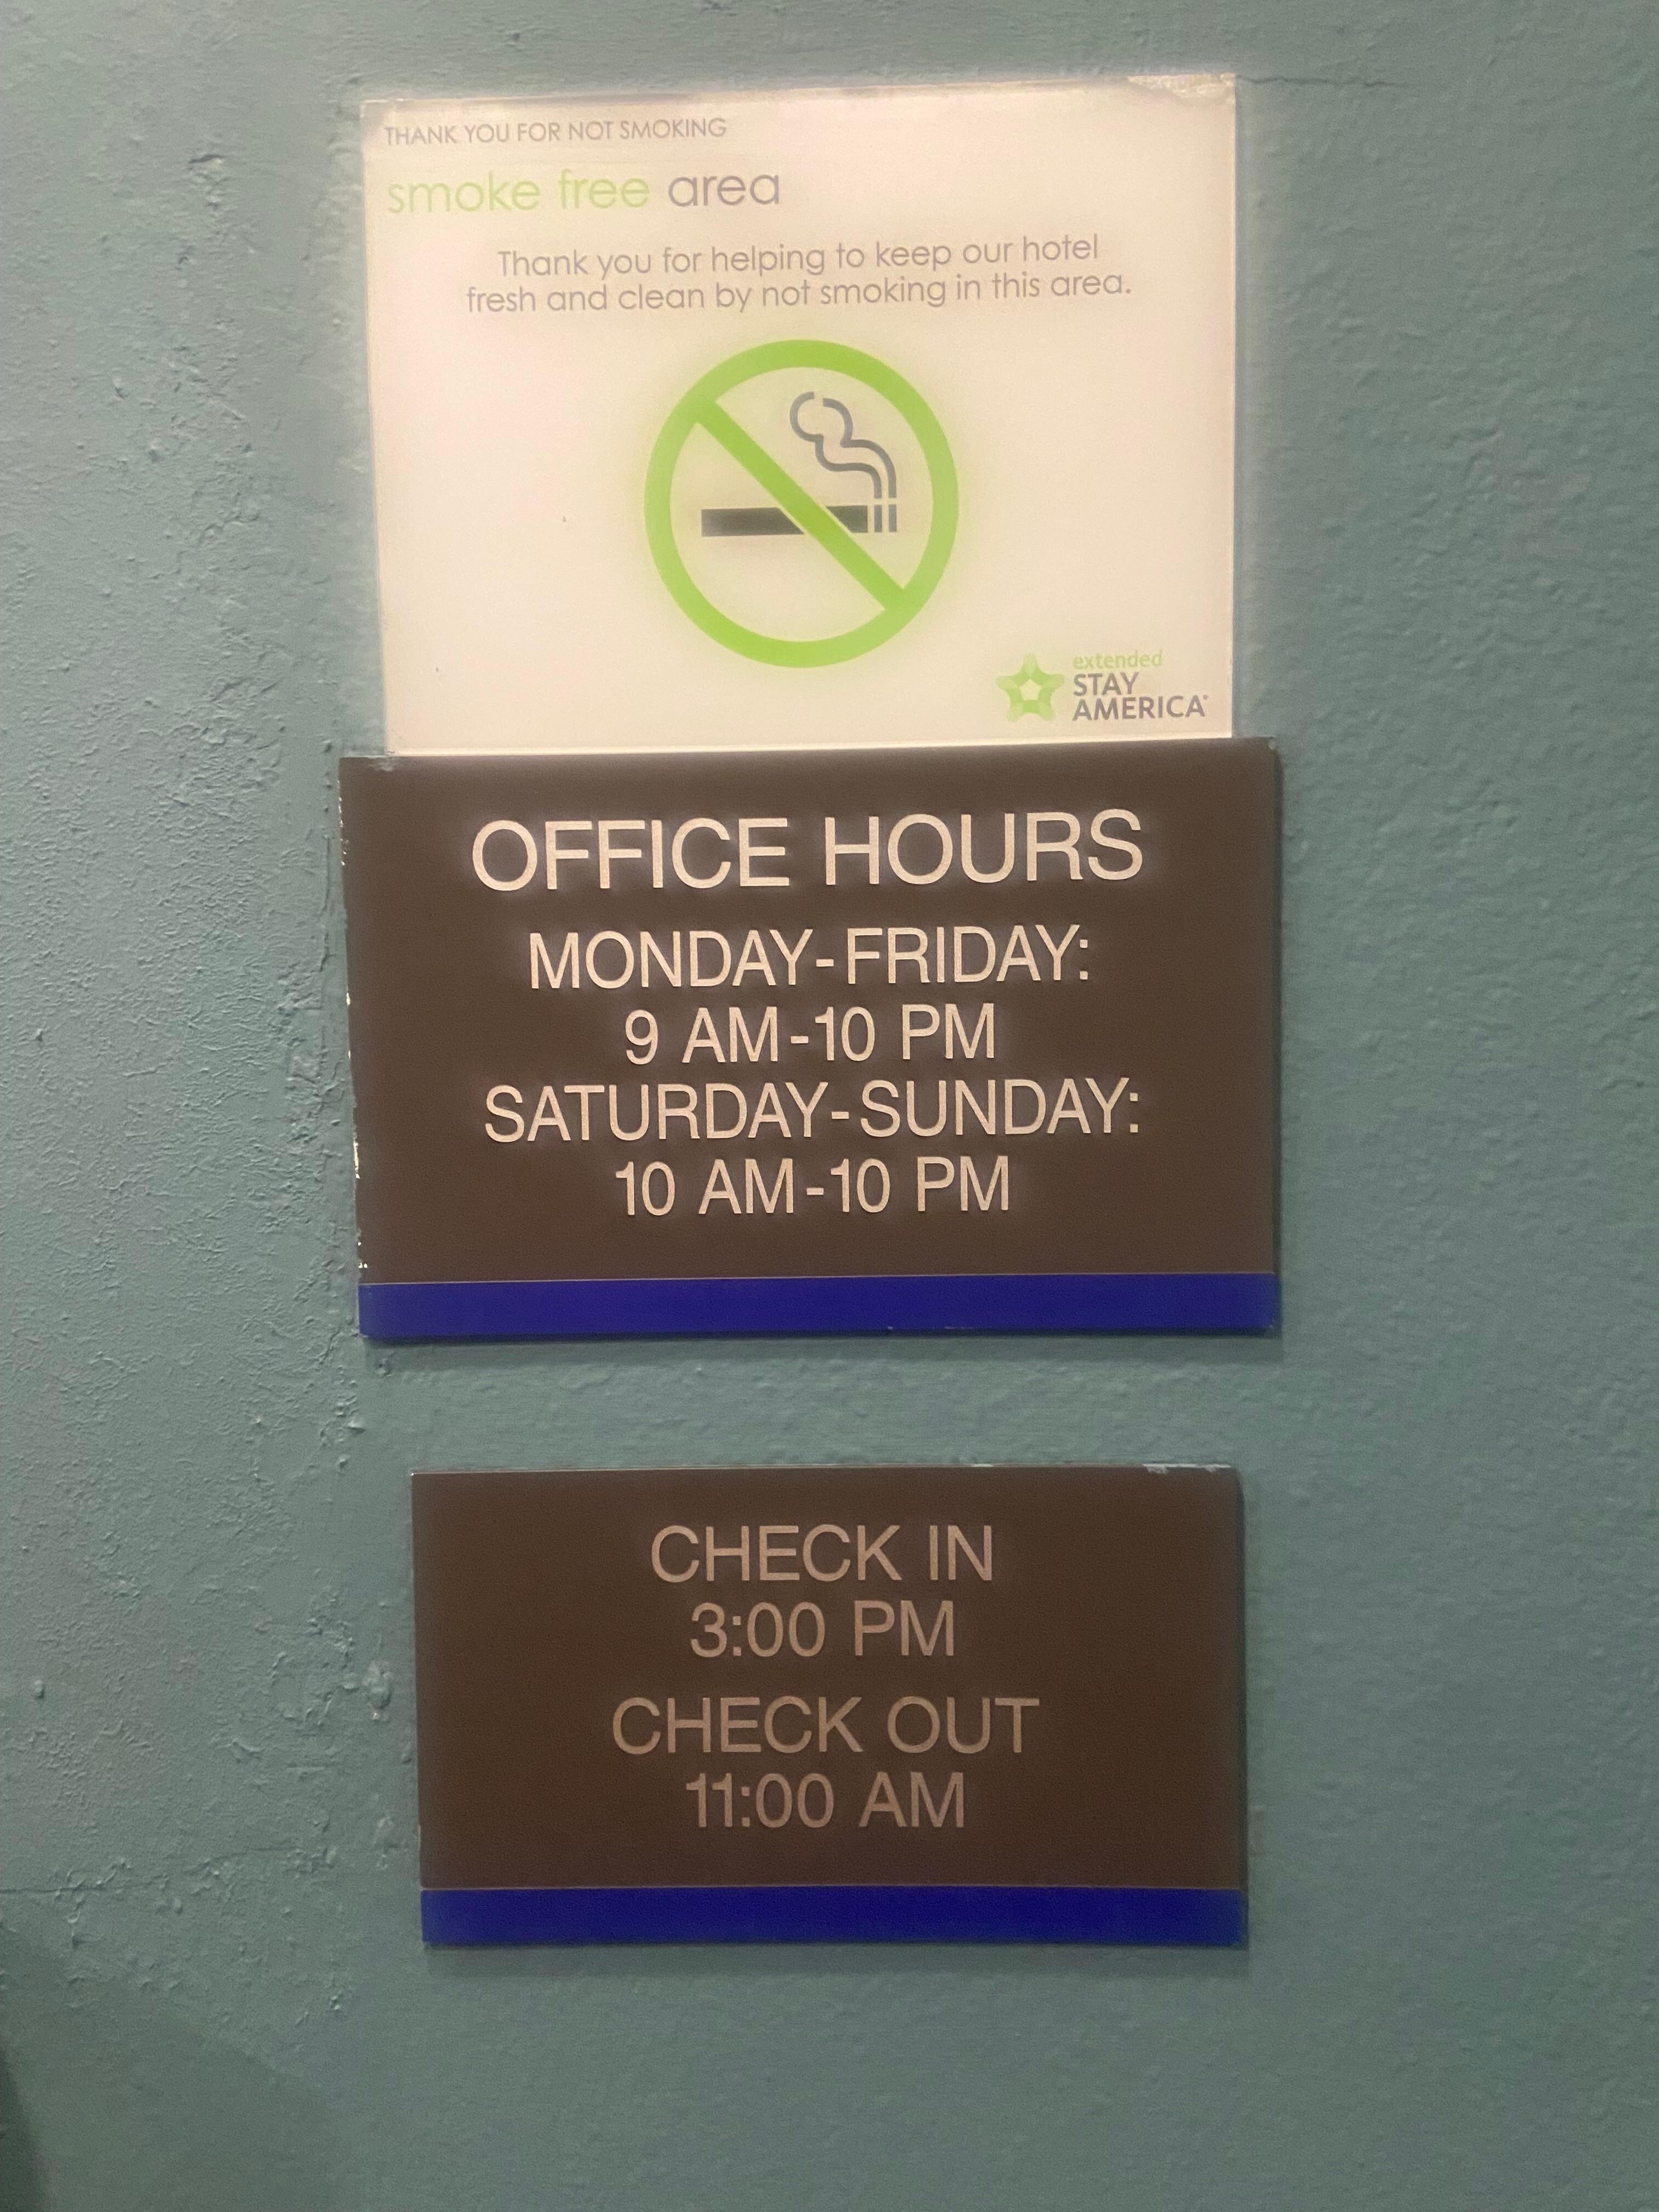 THANK YOU FOR NOT SMOKING
smoke free area
Thank you for helping to keep our hotel
fresh and clean by not smoking in this area.
extended
STAY
AMERICA®
OFFICE HOURS
MONDAY-FRIDAY:
9 AM-10 PM
SATURDAY-SUNDAY:
10 AM-10 PM
CHECK IN
3:00 PM
CHECK OUT
11:00 AM